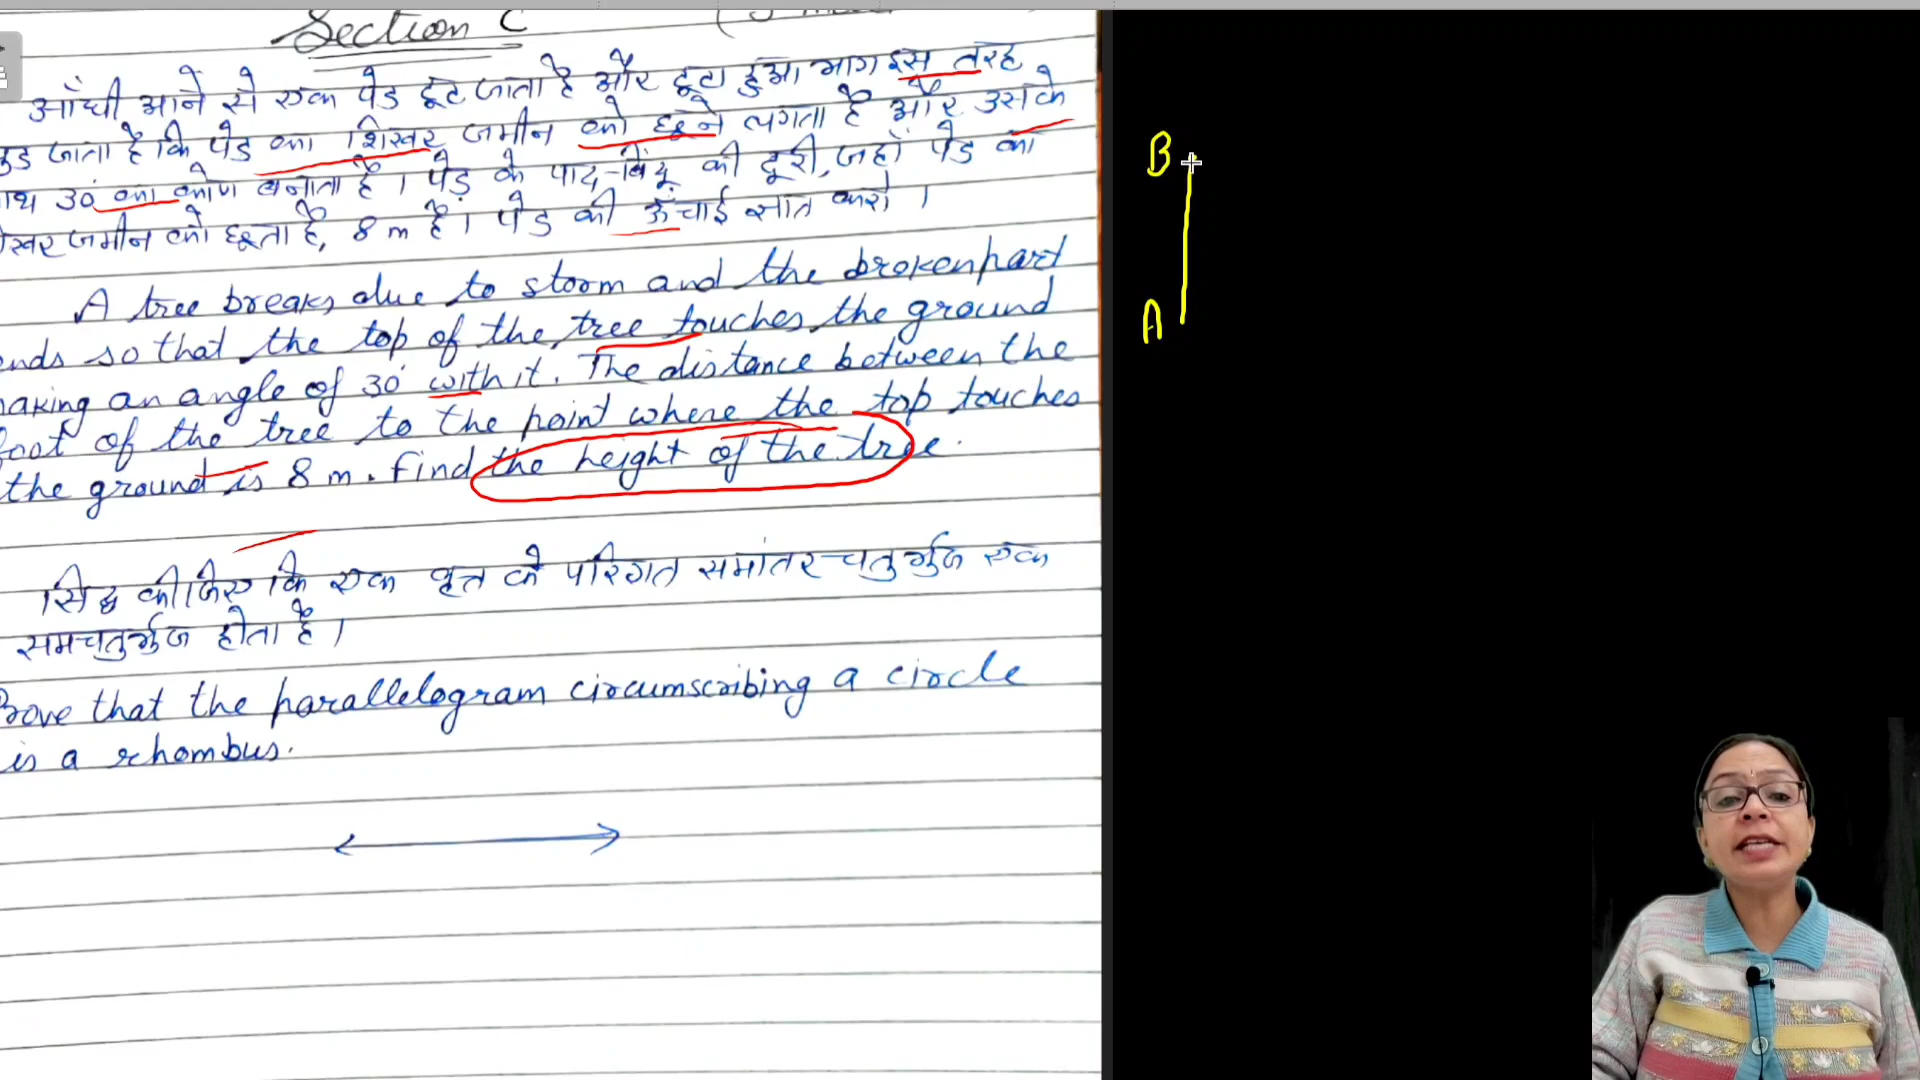 Section C
आँधी आने से एक पेड टूट जाता है और टूटा हुआ भाग इस तरह
जाता है कि पेड का शिखर जमीन को छूने लगता है और उसके
30 का कोण बनाता है । पेड़ के पाद-बिंदू की दूरी, जहाँ पेड का
जमीन को छूता है, 8 m है । पेड की ऊँचाई ज्ञात करो ।
A tree breaks due to storm and the broken part
so that the top of the tree touches the ground
an angle of 30° with it. The distance between the
foot of the tree to the point where the top touches
the ground is 8 m. Find the height of the tree.
सिद्ध कीजिए कि एक वृत्त के परिगत समांतर-चतुर्भुज एक
समचतुर्भुज होता है ।
that the parallelogram circumscribing a circle
is a rhombus.
B
A